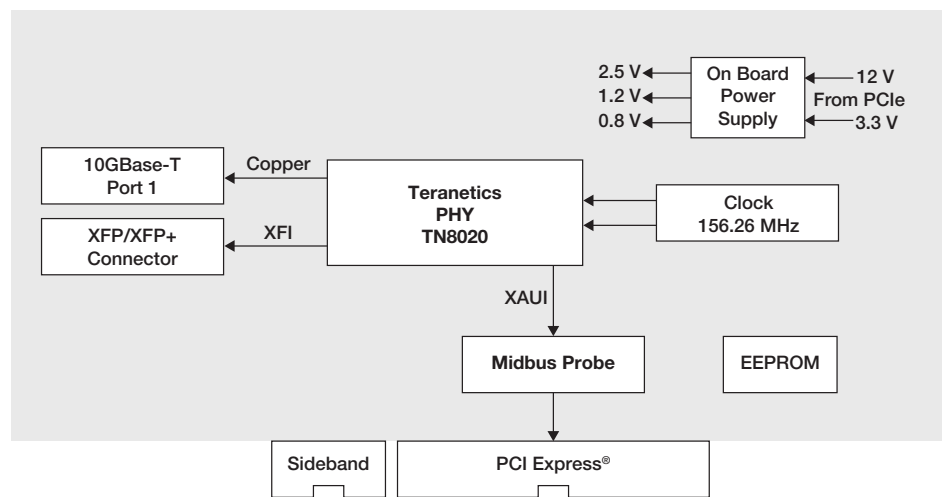 2.5 V
1.2 V
0.8 V
On Board
Power
Supply
12 V
From PCIe
3.3 V
10GBase-T
Port 1
Copper
XFP/XFP+
Connector
XFI
Teranetics
PHY
TN8020
Clock
156.26 MHz
XAUI
Midbus Probe
EEPROM
Sideband
PCI Express®